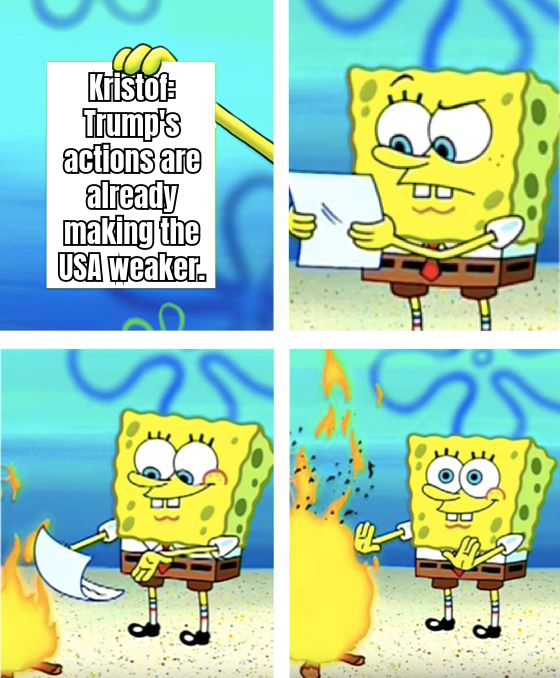 Kristof:
Trump's
actions are
already
making the
USA weaker.